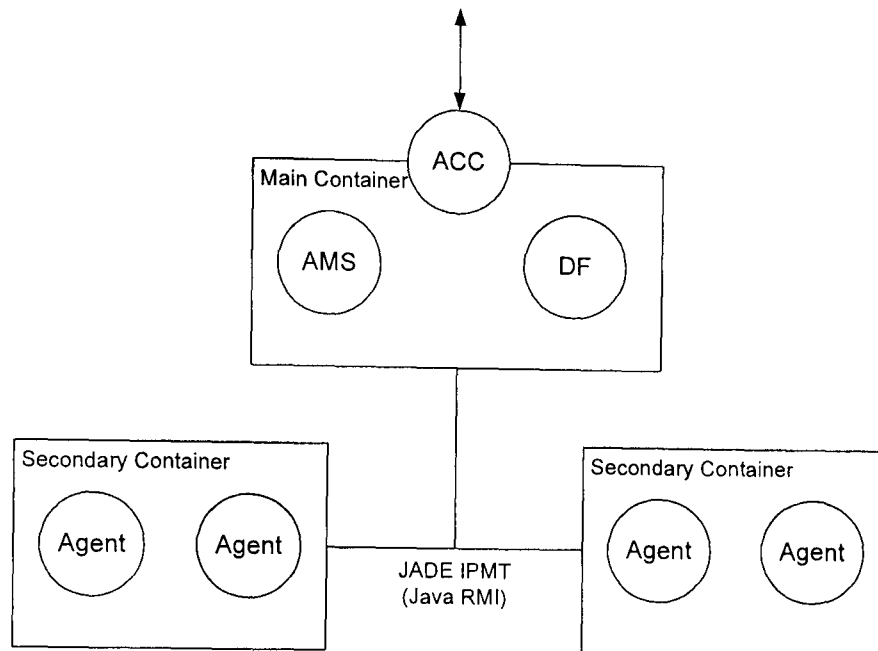 ACC
Main Container
AMS
DF
Secondary Container
Agent
Agent
JADE IPMT
(Java RMI)
Secondary Container
Agent
Agent